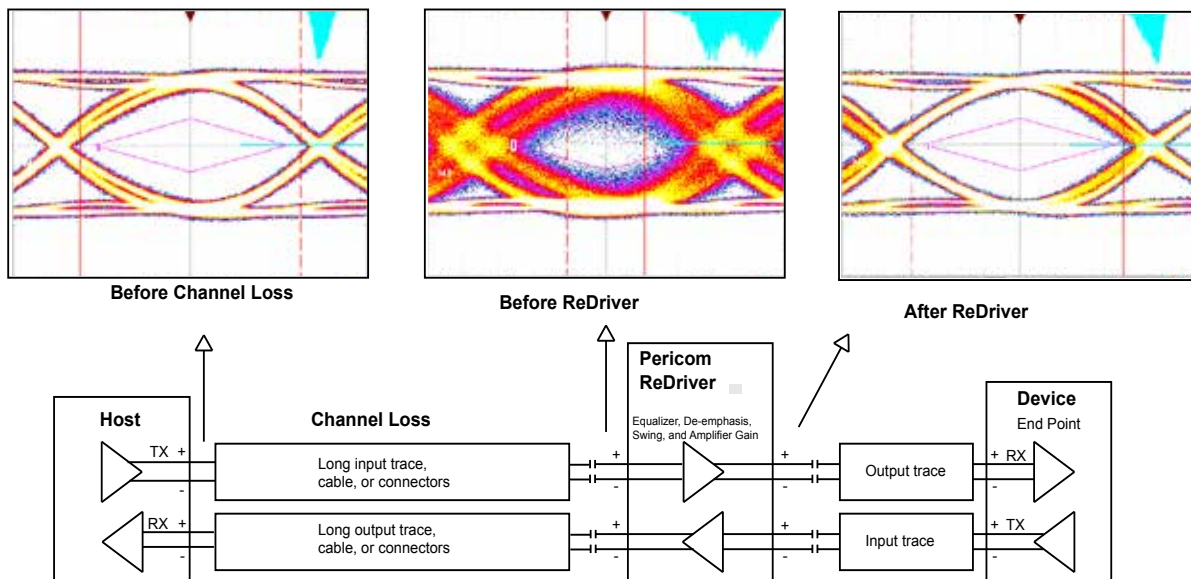 Before Channel Loss
Before ReDriver
After ReDriver
Pericom
ReDriver
Host
Channel Loss
Device
End Point
Equalizer, De-emphasis,
Swing, and Amplifier Gain
TX + -
Long input trace,
cable, or connectors
+ -
+ -
Output trace
+ RX -
RX + -
Long output trace,
cable, or connectors
+ -
+ -
Input trace
+ TX -